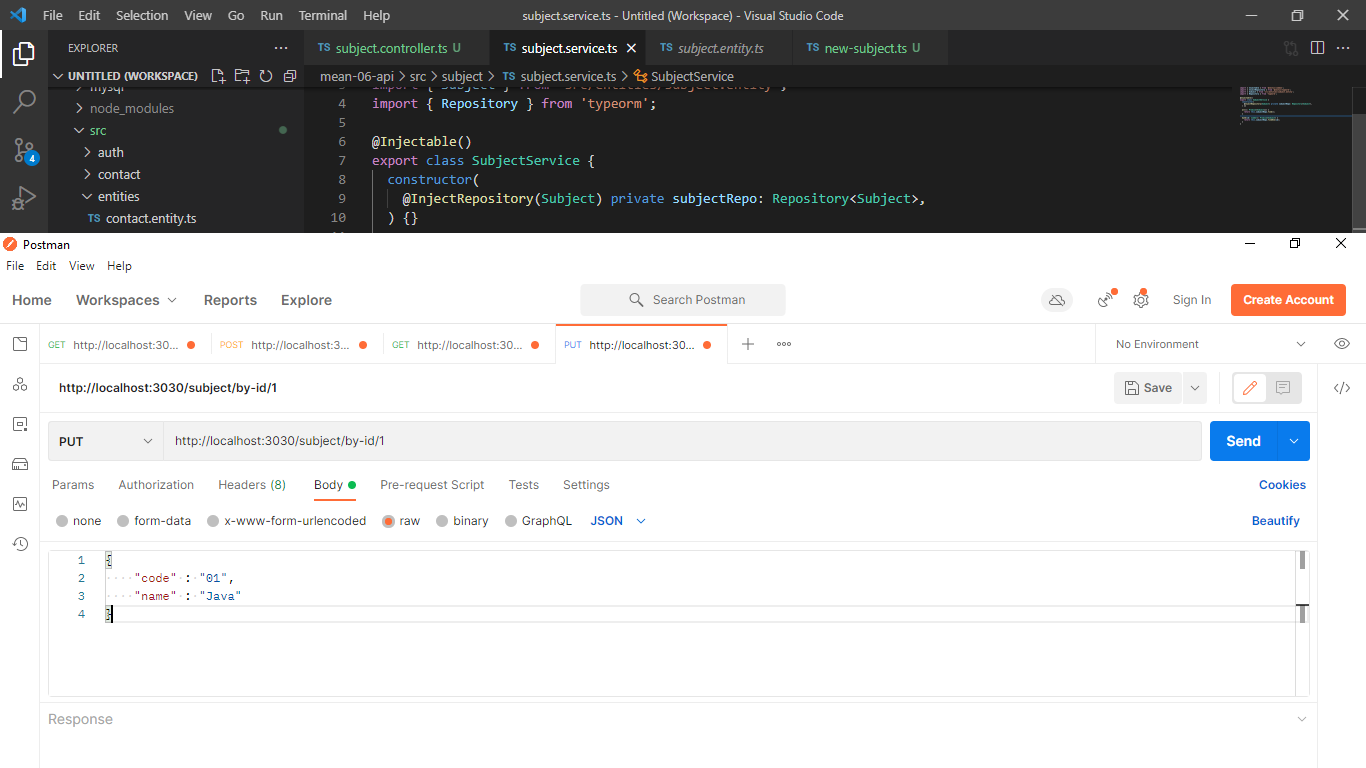 File Edit Selection View Go Run Terminal Help subject.service.ts - Untitled (Workspace) - Visual Studio Code
EXPLORER ··· TS subject.controller.ts U TS subject.service.ts TS subject.entity.ts TS new-subject.ts U ···
UNTITLED (WORKSPACE) mean-06-api > src > subject > TS subject.service.ts > SubjectService
mysql
node_modules 4 import { Repository } from 'typeorm';
src 5
6 @Injectable()
auth 7 export class SubjectService {
contact 8 constructor(
entities 9 @InjectRepository(Subject) private subjectRepo: Repository<Subject>,
TS contact.entity.ts 10 ) {}
4
Postman
File Edit View Help
Home Workspaces Reports Explore Search Postman Sign In Create Account
GET http://localhost:30... POST http://localhost:3... GET http://localhost:30... PUT http://localhost:30... + ooo No Environment
http://localhost:3030/subject/by-id/1 Save
PUT http://localhost:3030/subject/by-id/1 Send
Params Authorization Headers (8) Body Pre-request Script Tests Settings Cookies
none form-data x-www-form-urlencoded raw binary GraphQL JSON Beautify
1 {
2 "code" : "01",
3 "name" : "Java"
4 }
Response